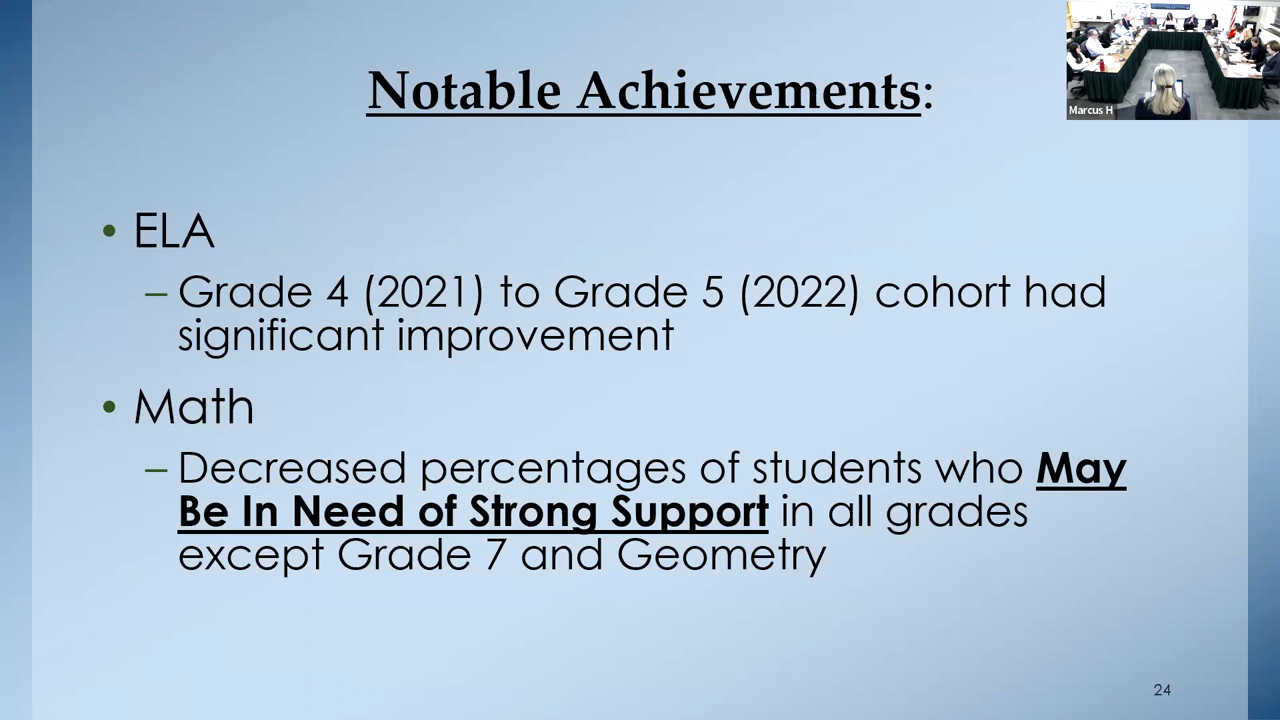 Notable Achievements:
Marcus H
• ELA
– Grade 4 (2021) to Grade 5 (2022) cohort had
significant improvement
• Math
– Decreased percentages of students who May
Be In Need of Strong Support in all grades
except Grade 7 and Geometry
24